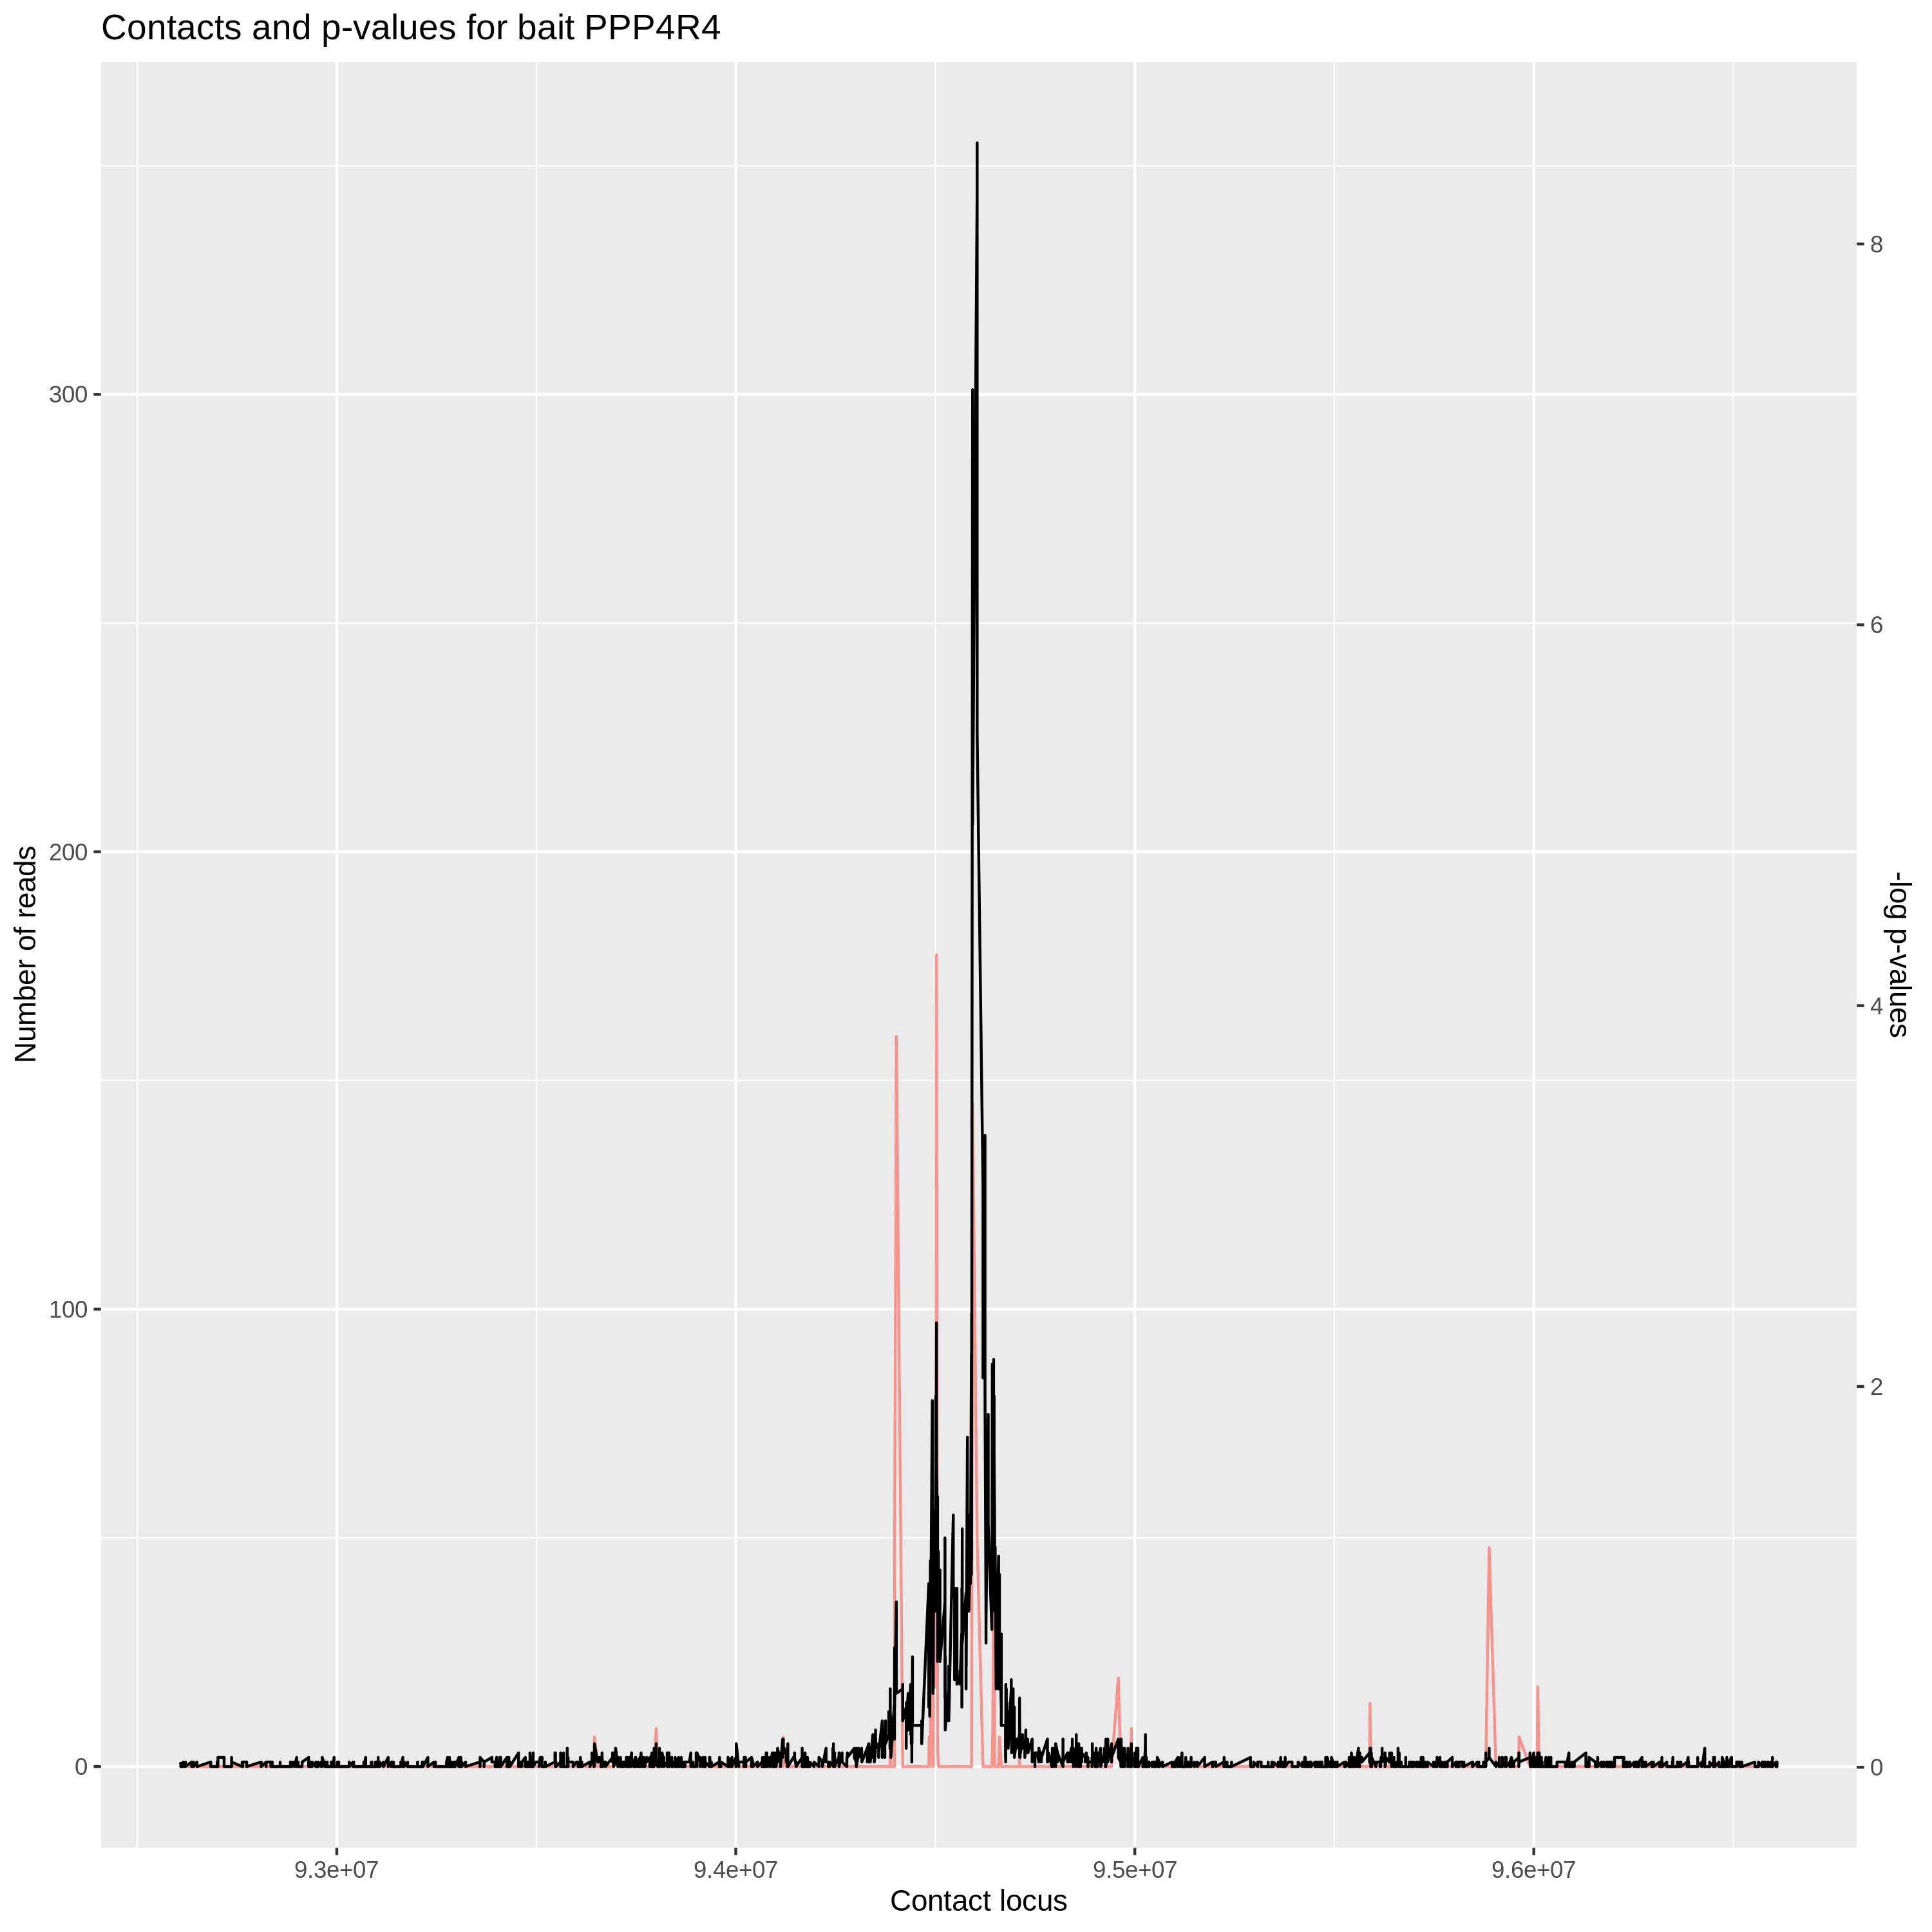 Contacts and p-values for bait PPP4R4
Number of reads
300
200
100
0
8
6
4
2
0
-log p-values
9.3e+07 9.4e+07 9.5e+07 9.6e+07
Contact locus